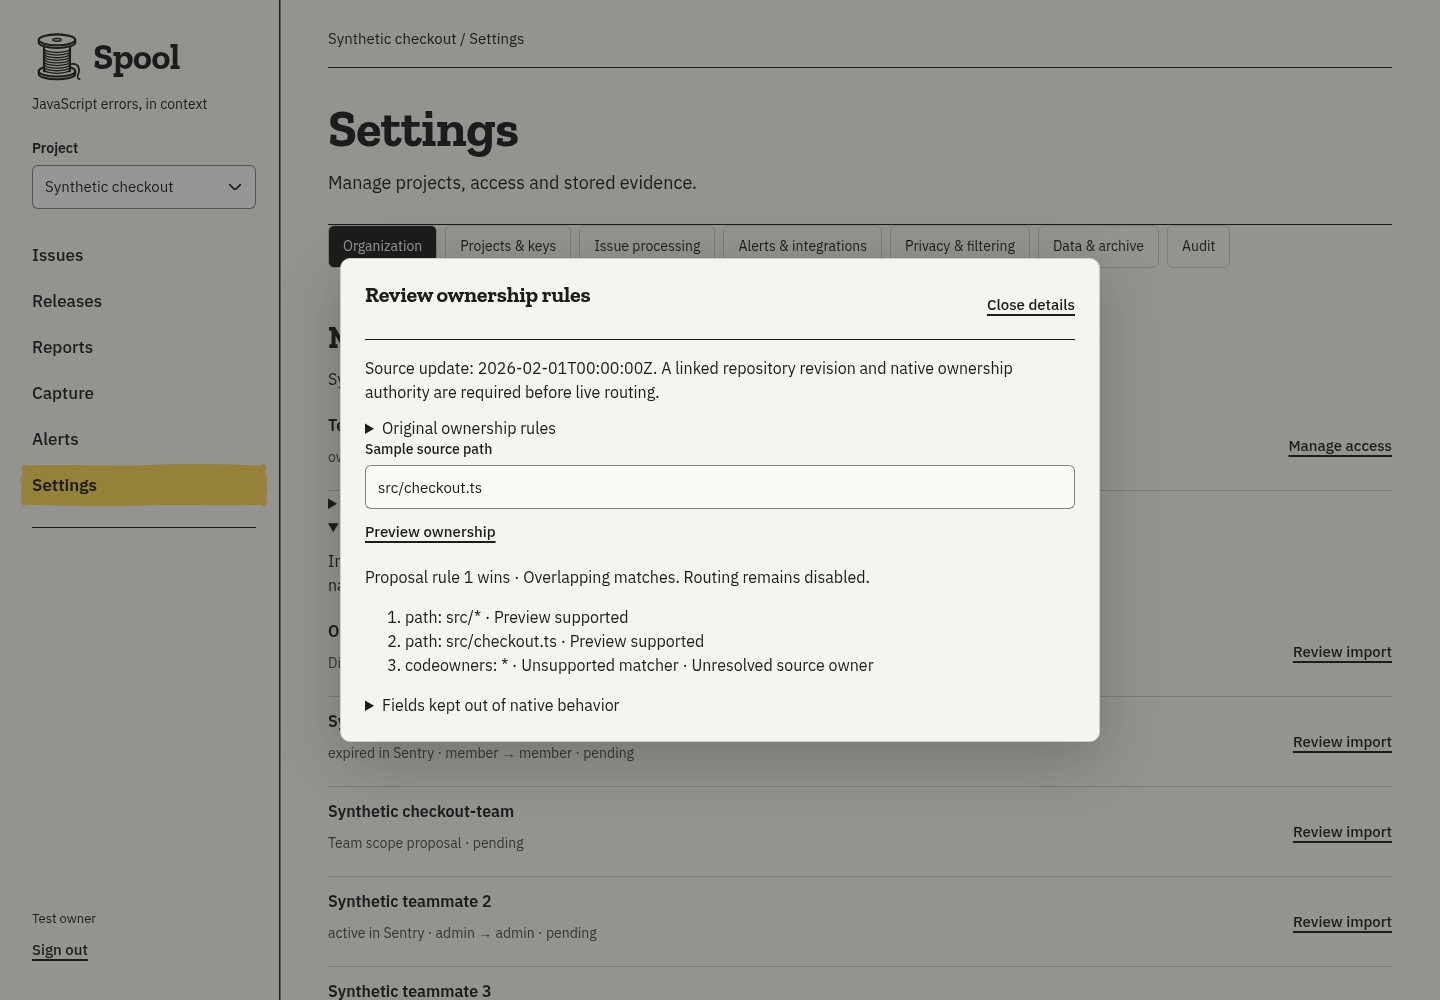 Spool
JavaScript errors, in context
Project
Synthetic checkout
Issues
Releases
Reports
Capture
Alerts
Settings
Test owner
Sign out
Synthetic checkout / Settings
Settings
Manage projects, access and stored evidence.
Organization
Projects & keys
Issue processing
Alerts & integrations
Privacy & filtering
Data & archive
Audit
Manage access
Review import
Review ownership rules
Close details
Source update: 2026-02-01T00:00:00Z. A linked repository revision and native ownership
authority are required before live routing.
Original ownership rules
Sample source path
src/checkout.ts
Preview ownership
Proposal rule 1 wins · Overlapping matches. Routing remains disabled.
1. path: src/* · Preview supported
2. path: src/checkout.ts · Preview supported
3. codeowners: * · Unsupported matcher · Unresolved source owner
Fields kept out of native behavior
expired in Sentry · member → member · pending
Review import
Synthetic checkout-team
Team scope proposal · pending
Review import
Synthetic teammate 2
active in Sentry · admin → admin · pending
Review import
Synthetic teammate 3